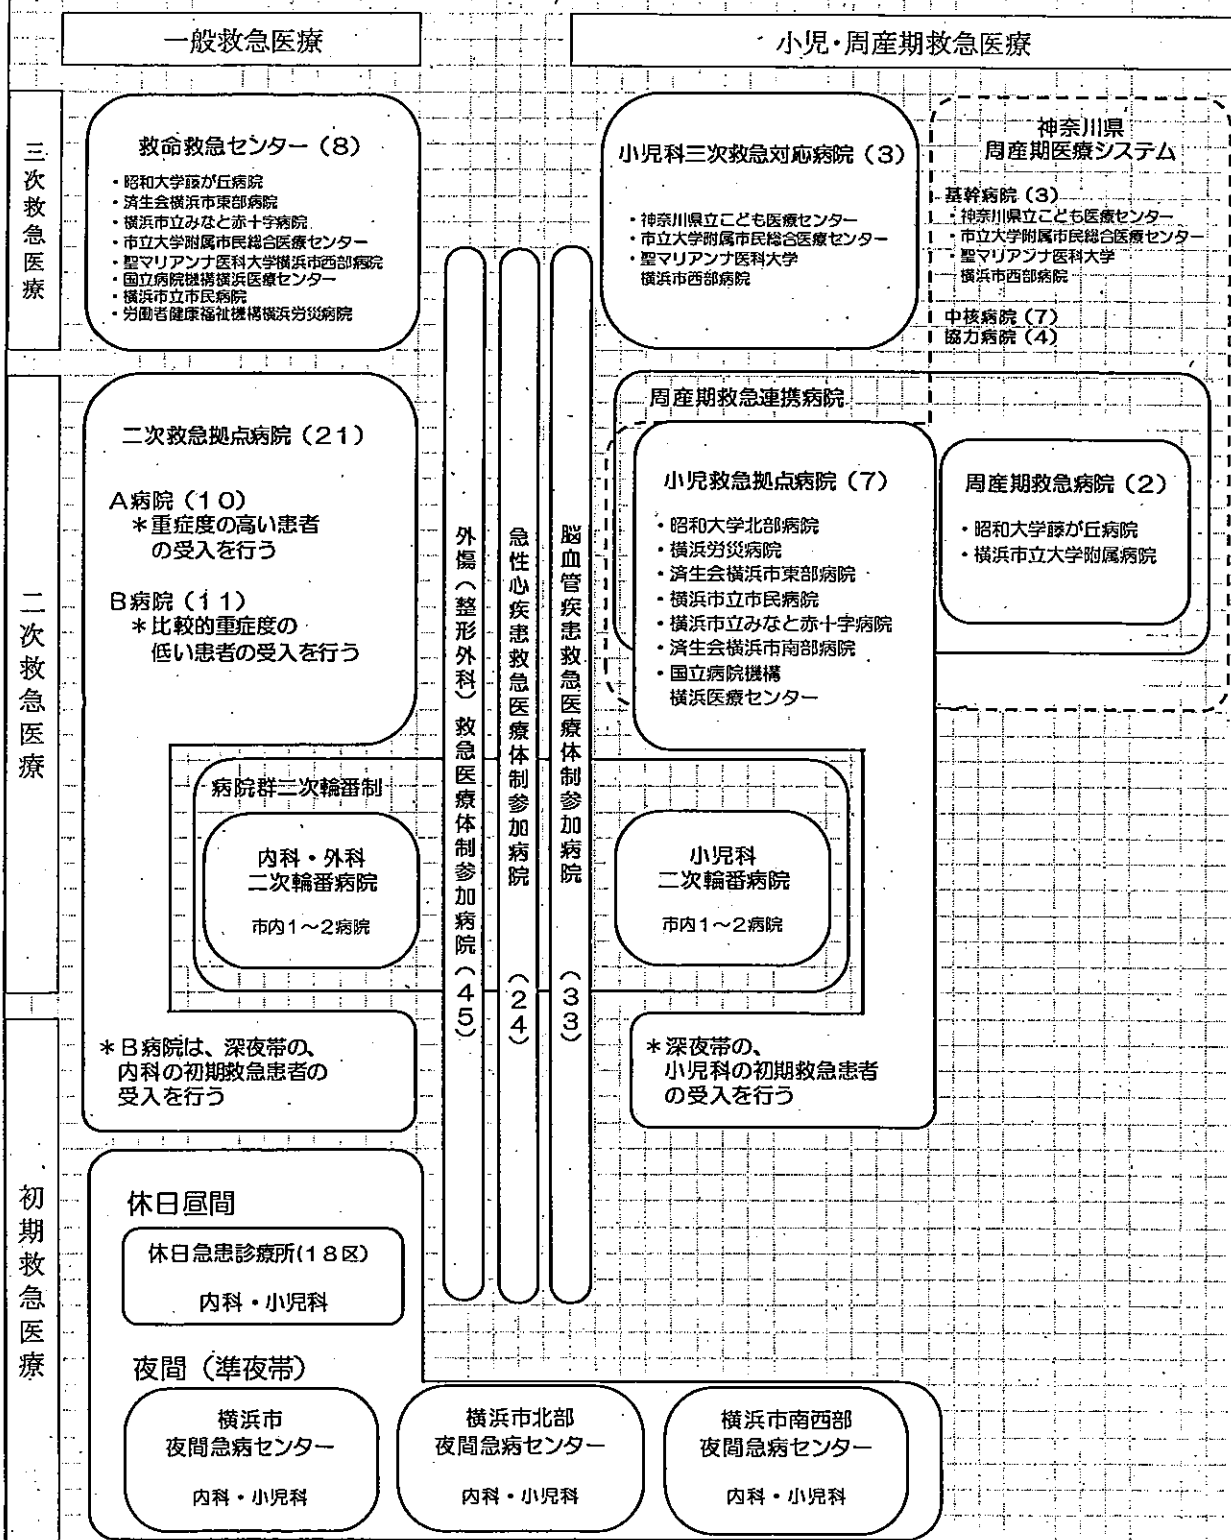 一般救急医療
小児・周産期救急医療
三次救急医療
救命救急センター（8）
・昭和大学藤が丘病院
・済生会横浜市東部病院
・横浜市立みなと赤十字病院
・市立大学附属市民総合医療センター
・聖マリアンナ医科大学横浜市西部病院
・国立病院機構横浜医療センター
・横浜市立市民病院
・労働者健康福祉機構横浜労災病院
小児科三次救急対応病院（3）
・神奈川県立こども医療センター
・市立大学附属市民総合医療センター
・聖マリアンナ医科大学
横浜市西部病院
神奈川県
周産期医療システム
基幹病院（3）
・神奈川県立こども医療センター
・市立大学附属市民総合医療センター
・聖マリアンナ医科大学
横浜市西部病院
中核病院（7）
協力病院（4）
二次救急医療
二次救急拠点病院（21）
A病院（10）
＊重症度の高い患者
の受入を行う
B病院（11）
＊比較的重症度の
低い患者の受入を行う
外傷（整形外科）救急医療体制参加病院（45）
急性心疾患救急医療体制参加病院（24）
脳血管疾患救急医療体制参加病院（33）
周産期救急連携病院
小児救急拠点病院（7）
・昭和大学北部病院
・横浜労災病院
・済生会横浜市東部病院
・横浜市立市民病院
・横浜市立みなと赤十字病院
・済生会横浜市南部病院
・国立病院機構
横浜医療センター
周産期救急病院（2）
・昭和大学藤が丘病院
・横浜市立大学附属病院
病院群二次輪番制
内科・外科
二次輪番病院
市内1～2病院
小児科
二次輪番病院
市内1～2病院
初期救急医療
＊B病院は、深夜帯の、
内科の初期救急患者の
受入を行う
＊深夜帯の、
小児科の初期救急患者
の受入を行う
休日昼間
休日急患診療所(18区)
内科・小児科
夜間（準夜帯）
横浜市
夜間急病センター
内科・小児科
横浜市北部
夜間急病センター
内科・小児科
横浜市南西部
夜間急病センター
内科・小児科